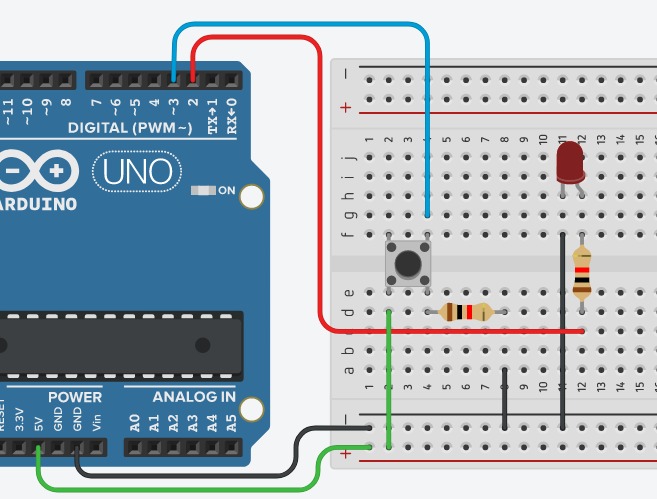 ~11 ~10 ~9 8 7 ~6 ~5 4 ~3 2 TX→1 RX←0
DIGITAL (PWM~)
UNO
ON
ARDUINO
POWER ANALOG IN
RESET 3.3V 5V GND GND Vin A0 A1 A2 A3 A4 A5
−
+
1 2 3 4 5 6 7 8 9 10 11 12 13 14 15
j
i
h
g
f
e
d
b
a
1 2 3 4 5 6 7 8 9 10 11 12 13 14 15
−
+